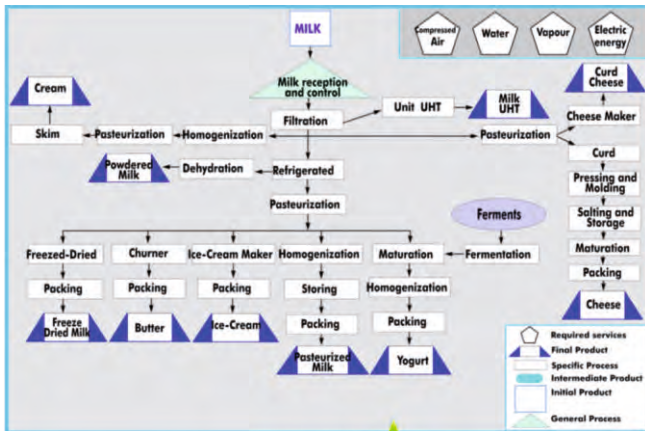 MILK
Compressed
Air
Water
Vapour
Electric
energy
Milk reception
and control
Cream
Curd
Cheese
Unit UHT
Milk
UHT
Cheese Maker
Filtration
Skim
Pasteurization
Homogenization
Pasteurization
Curd
Powdered
Milk
Dehydration
Refrigerated
Pressing and
Molding
Pasteurization
Ferments
Salting and
Storage
Freezed-Dried
Churner
Ice-Cream Maker
Homogenization
Maturation
Fermentation
Maturation
Packing
Packing
Packing
Storing
Homogenization
Packing
Freeze
Dried Milk
Butter
Ice-Cream
Packing
Packing
Cheese
Pasteurized
Milk
Yogurt
Required services
Final Product
Specific Process
Intermediate Product
Initial Product
General Process